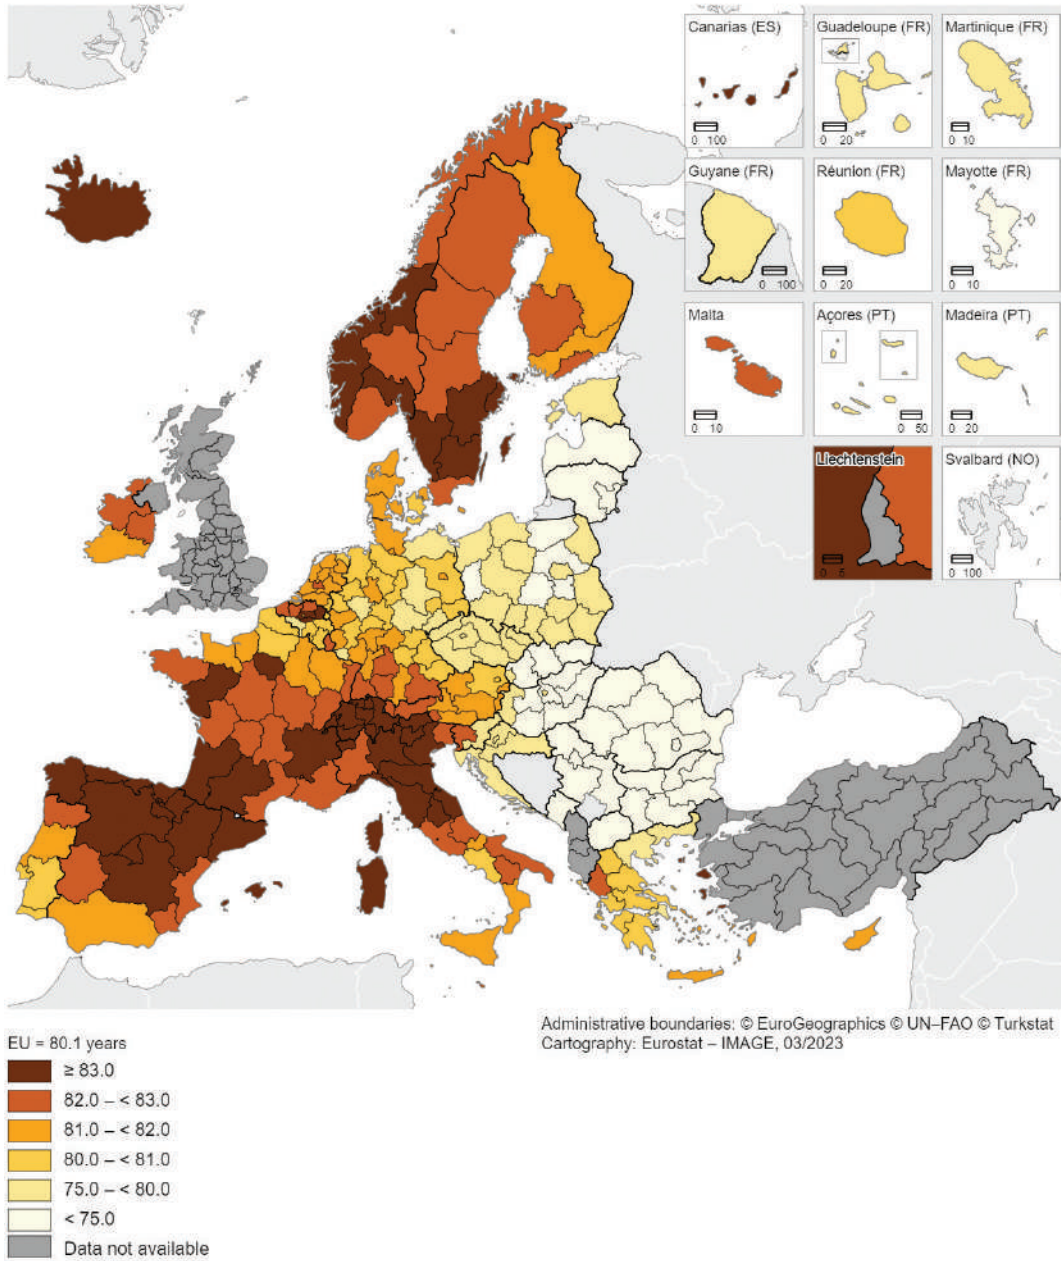 Canarias (ES)
0 100
Guadeloupe (FR)
0 20
Martinique (FR)
0 10
Guyane (FR)
0 100
Réunion (FR)
0 20
Mayotte (FR)
0 10
Malta
0 10
Açores (PT)
0 50
Madeira (PT)
0 20
Liechtenstein
0 5
Svalbard (NO)
0 100
Administrative boundaries: © EuroGeographics © UN–FAO © Turkstat
Cartography: Eurostat – IMAGE, 03/2023
EU = 80.1 years
≥ 83.0
82.0 – < 83.0
81.0 – < 82.0
80.0 – < 81.0
75.0 – < 80.0
< 75.0
Data not available